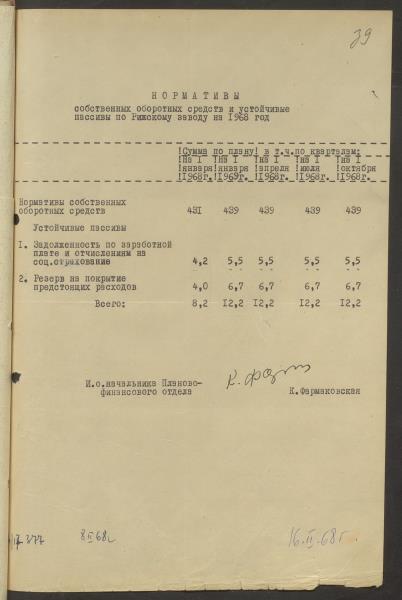 39
НОРМАТИВЫ
собственных оборотных средств и устойчивые
пассивы по Рижскому заводу на 1968 год
!Сумма по плану! в т.ч.по кварталам:
!на I !на I !на I !на I !на I
!января!января !апреля !июля !октября
!1968г.!1969г. !1968г. !1968г. !1968г.
Нормативы собственных
оборотных средств 431 439 439 439 439
Устойчивые пассивы
1. Задолженность по заработной
плате и отчислениям на
соц.страхование 4,2 5,5 5,5 5,5 5,5
2. Резерв на покрытие
предстоящих расходов 4,0 6,7 6,7 6,7 6,7
Всего: 8,2 12,2 12,2 12,2 12,2
И.о.начальника Планово-
финансового отдела К.Фармаковская
8/II 68г 16.II.68г.